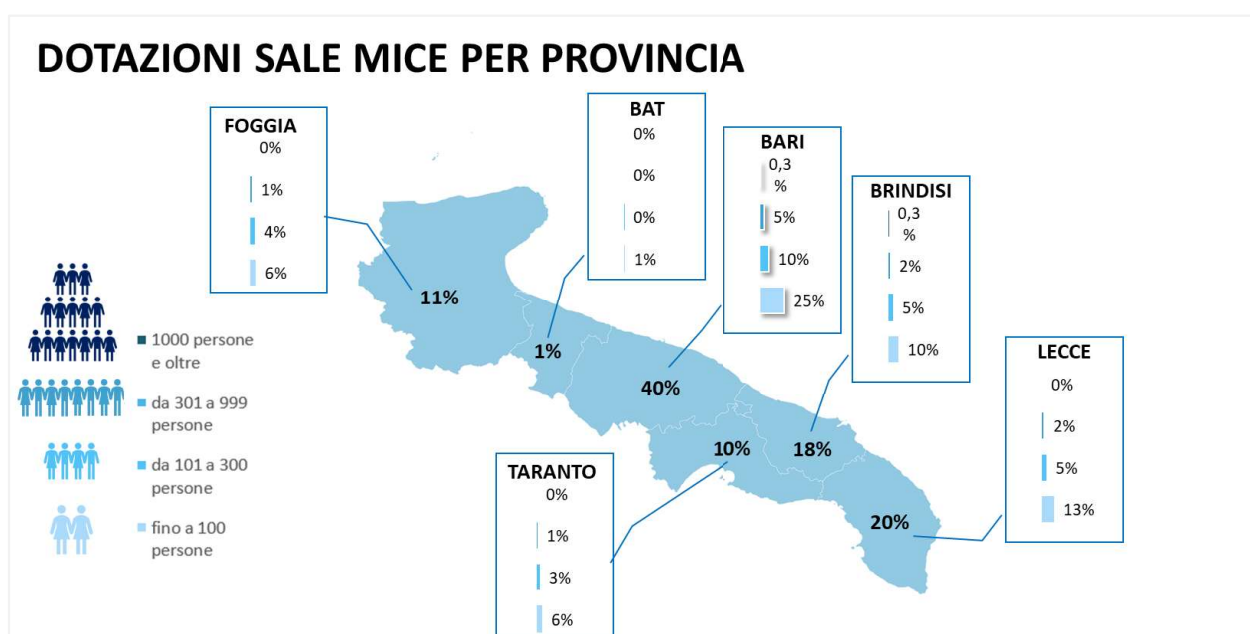 DOTAZIONI SALE MICE PER PROVINCIA
FOGGIA
0%
1%
4%
6%
BAT
0%
0%
0%
1%
BARI
0,3
%
5%
10%
25%
BRINDISI
0,3
%
2%
5%
10%
LECCE
0%
2%
5%
13%
TARANTO
0%
1%
3%
6%
11%
1%
40%
10%
18%
20%
1000 persone
e oltre
da 301 a 999
persone
da 101 a 300
persone
fino a 100
persone